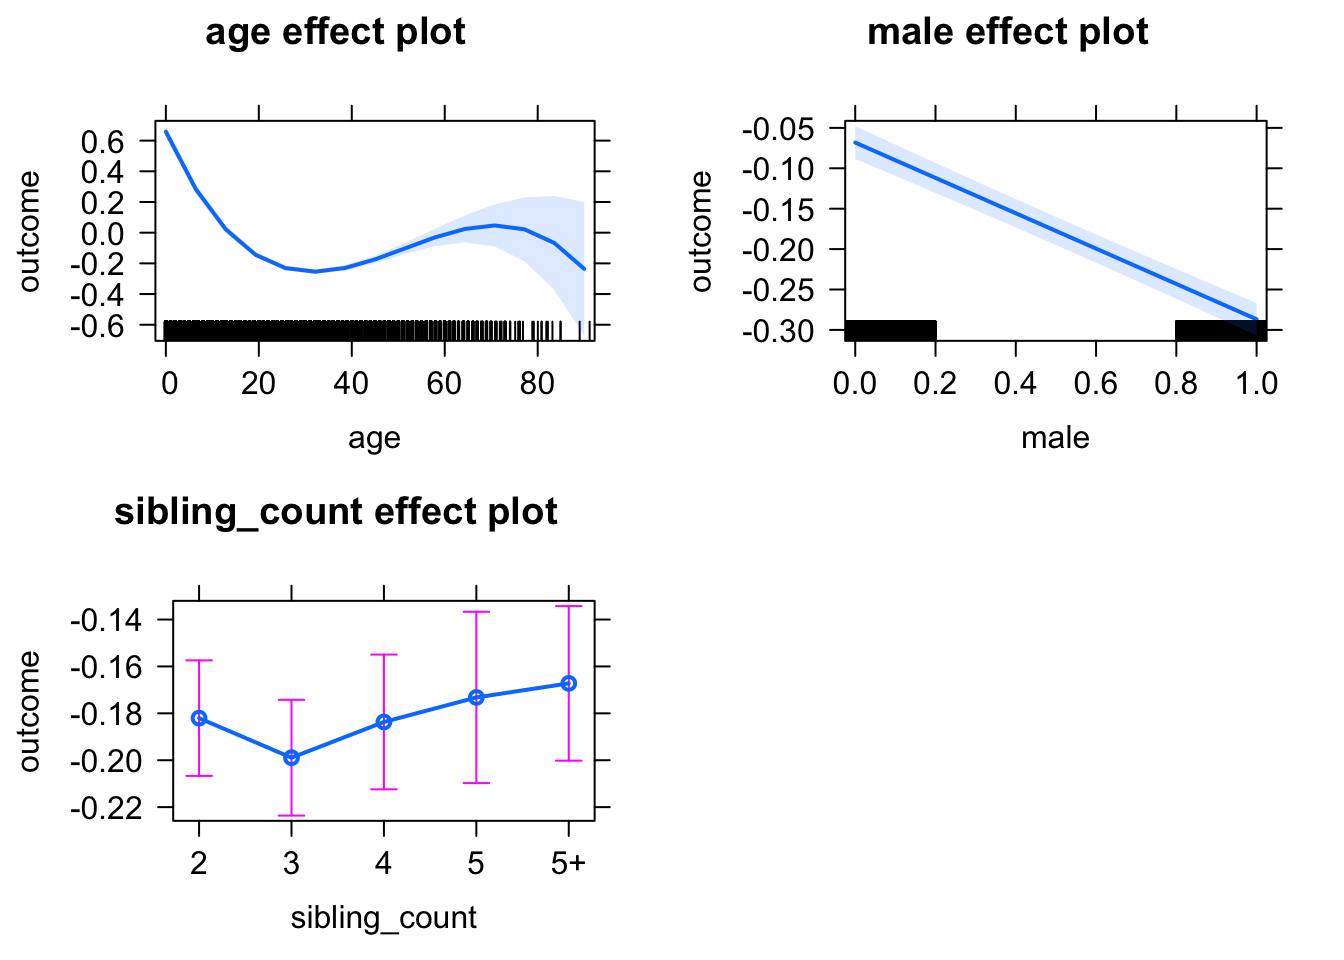 age effect plot
outcome
0.6
0.4
0.2
0.0
-0.2
-0.4
-0.6
0 20 40 60 80
age
male effect plot
outcome
-0.05
-0.10
-0.15
-0.20
-0.25
-0.30
0.0 0.2 0.4 0.6 0.8 1.0
male
sibling_count effect plot
outcome
-0.14
-0.16
-0.18
-0.20
-0.22
2 3 4 5 5+
sibling_count